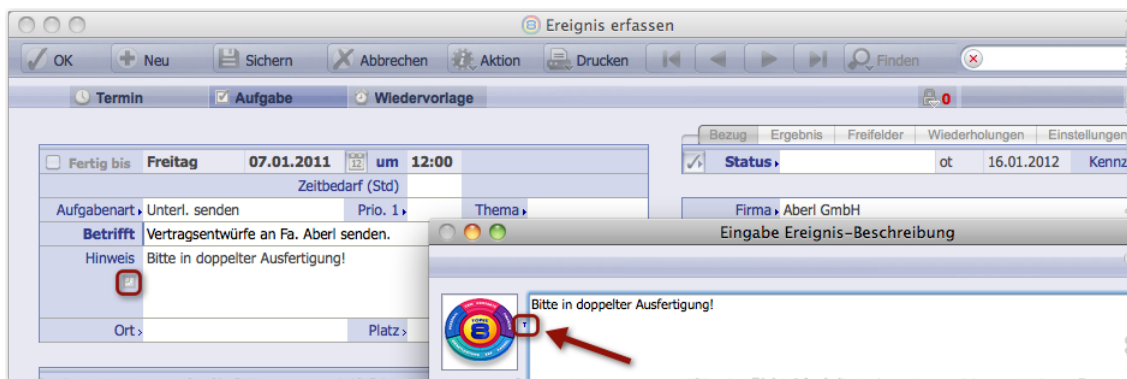 Ereignis erfassen
OK Neu Sichern Abbrechen Aktion Drucken Finden
Termin Aufgabe Wiedervorlage 0
Bezug Ergebnis Freifelder Wiederholungen Einstellungen
Fertig bis Freitag 07.01.2011 12 um 12:00 Status ot 16.01.2012 Kennz
Zeitbedarf (Std)
Aufgabenart Unterl. senden Prio. 1 Thema Firma Aberl GmbH
Betrifft Vertragsentwürfe an Fa. Aberl senden. Eingabe Ereignis-Beschreibung
Hinweis Bitte in doppelter Ausfertigung!
Bitte in doppelter Ausfertigung!
TOPIX
8
T
Ort Platz